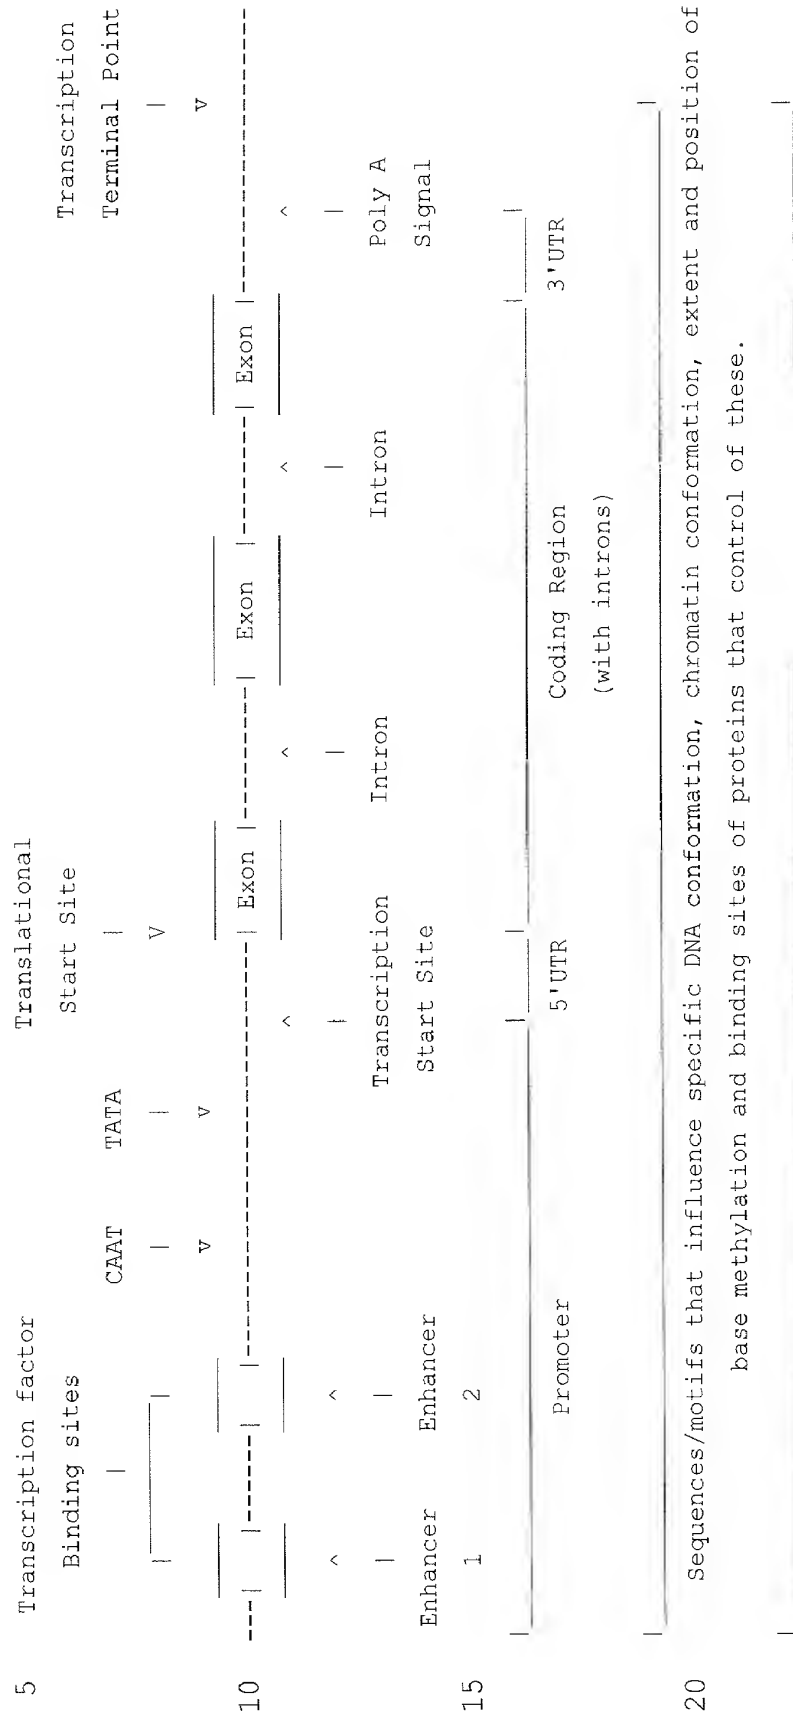 5
Transcription factor Translational Transcription
Binding sites CAAT TATA Start Site Terminal Point
10
Exon Exon Exon
Enhancer Enhancer Transcription Intron Intron Poly A
1 2 Start Site Signal
15
Promoter 5'UTR Coding Region 3'UTR
(with introns)
20
Sequences/motifs that influence specific DNA conformation, chromatin conformation, extent and position of
base methylation and binding sites of proteins that control of these.